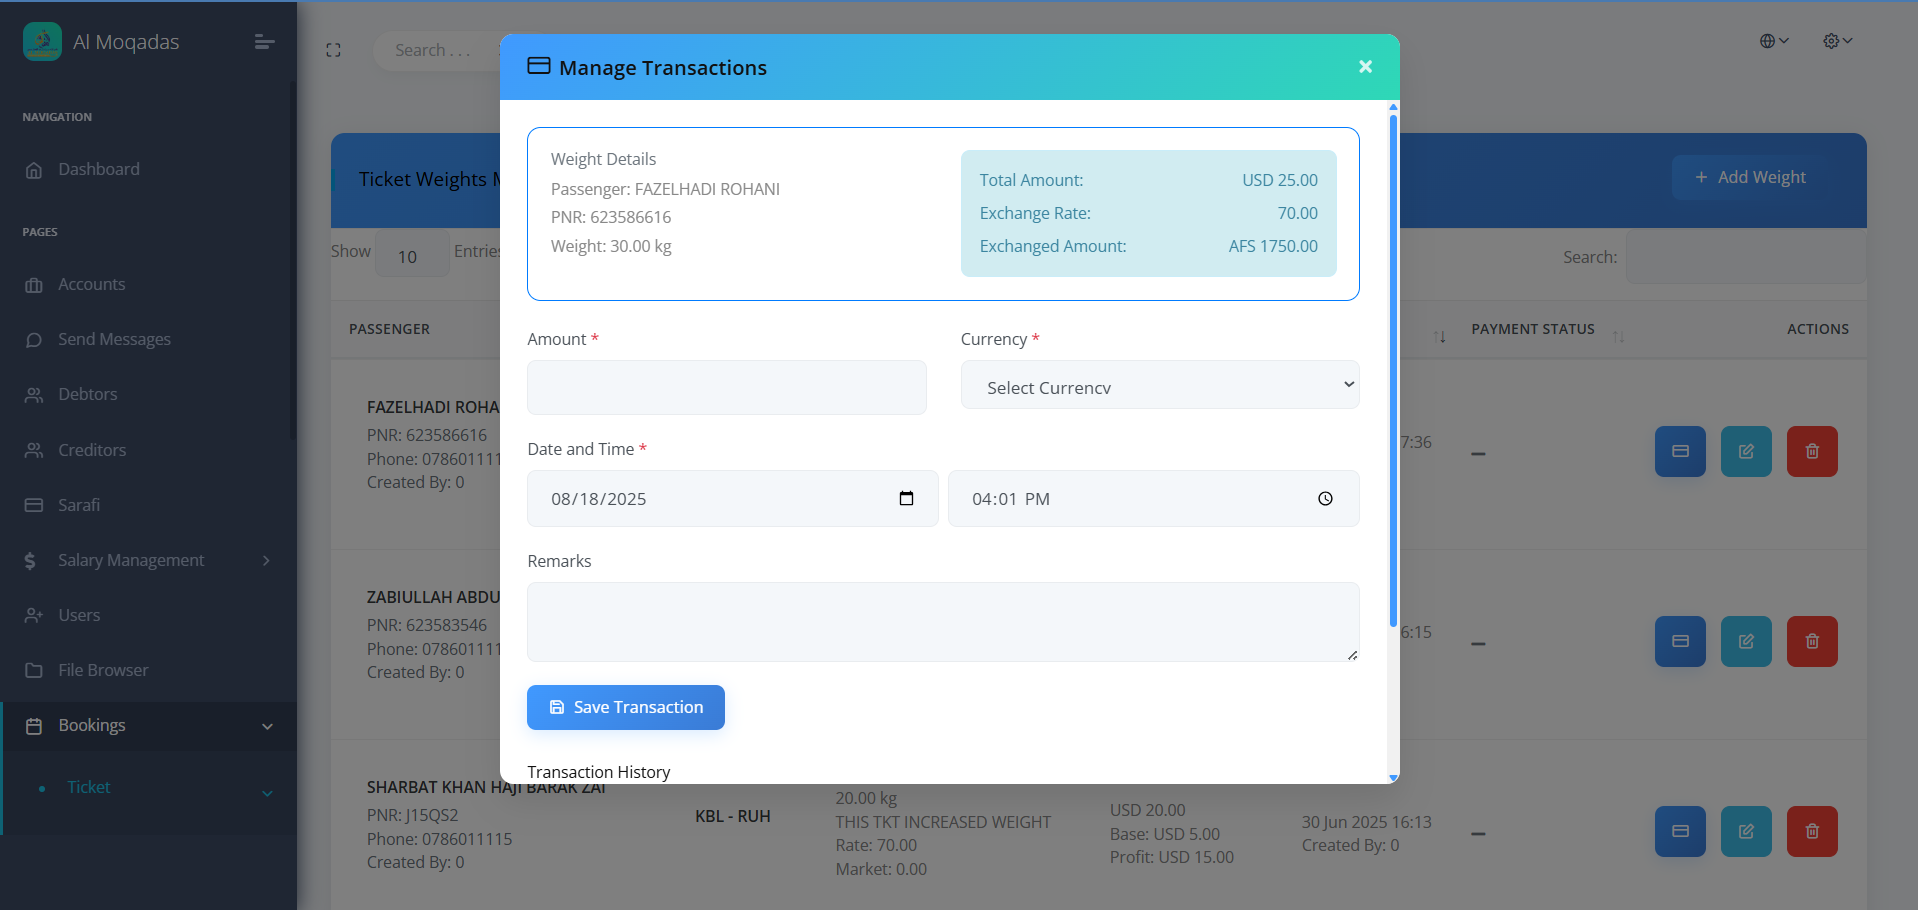 Al Moqadas
NAVIGATION
Dashboard
PAGES
Accounts
Send Messages
Debtors
Creditors
Sarafi
Salary Management
Users
File Browser
Bookings
Ticket
Search . . .
Ticket Weights
Add Weight
Show 10 Entries
Search:
PASSENGER
PAYMENT STATUS
ACTIONS
FAZELHADI ROHA
PNR: 623586616
Phone: 078601111
Created By: 0
7:36
ZABIULLAH ABDU
PNR: 623583546
Phone: 078601111
Created By: 0
6:15
SHARBAT KHAN HAJI BARAK ZAI
PNR: J15QS2
Phone: 0786011115
Created By: 0
KBL - RUH
20.00 kg
THIS TKT INCREASED WEIGHT
Rate: 70.00
Market: 0.00
USD 20.00
Base: USD 5.00
Profit: USD 15.00
30 Jun 2025 16:13
Created By: 0
Manage Transactions
Weight Details
Passenger: FAZELHADI ROHANI
PNR: 623586616
Weight: 30.00 kg
Total Amount: USD 25.00
Exchange Rate: 70.00
Exchanged Amount: AFS 1750.00
Amount *
Currency *
Select Currency
Date and Time *
08/18/2025
04:01 PM
Remarks
Save Transaction
Transaction History